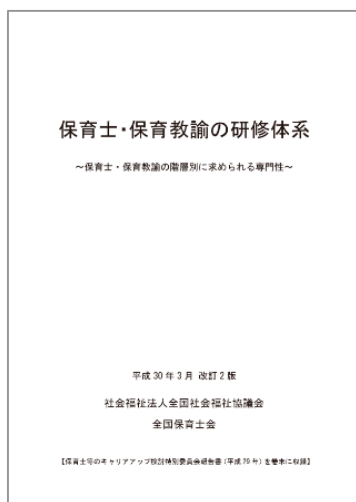 保育士・保育教諭の研修体系
～保育士・保育教諭の階層別に求められる専門性～
平成 30 年 3 月 改訂 2 版
社会福祉法人全国社会福祉協議会
全国保育士会
【保育士等のキャリアアップ検討特別委員会報告書（平成 29 年）を巻末に収録】